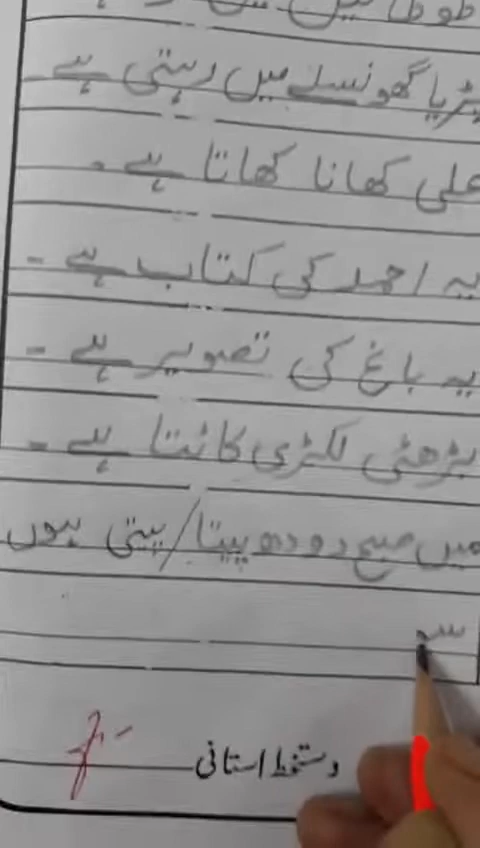 طوطا
چڑیا گھونسلے میں رہتی ہے
علی کھانا کھاتا ہے۔
یہ احمد کی کتاب ہے۔
یہ باغ کی تصویر ہے۔
بڑھئی لکڑی کاٹتا ہے۔
میں صبح دودھ پیتا/پیتی ہوں
دستخط استانی